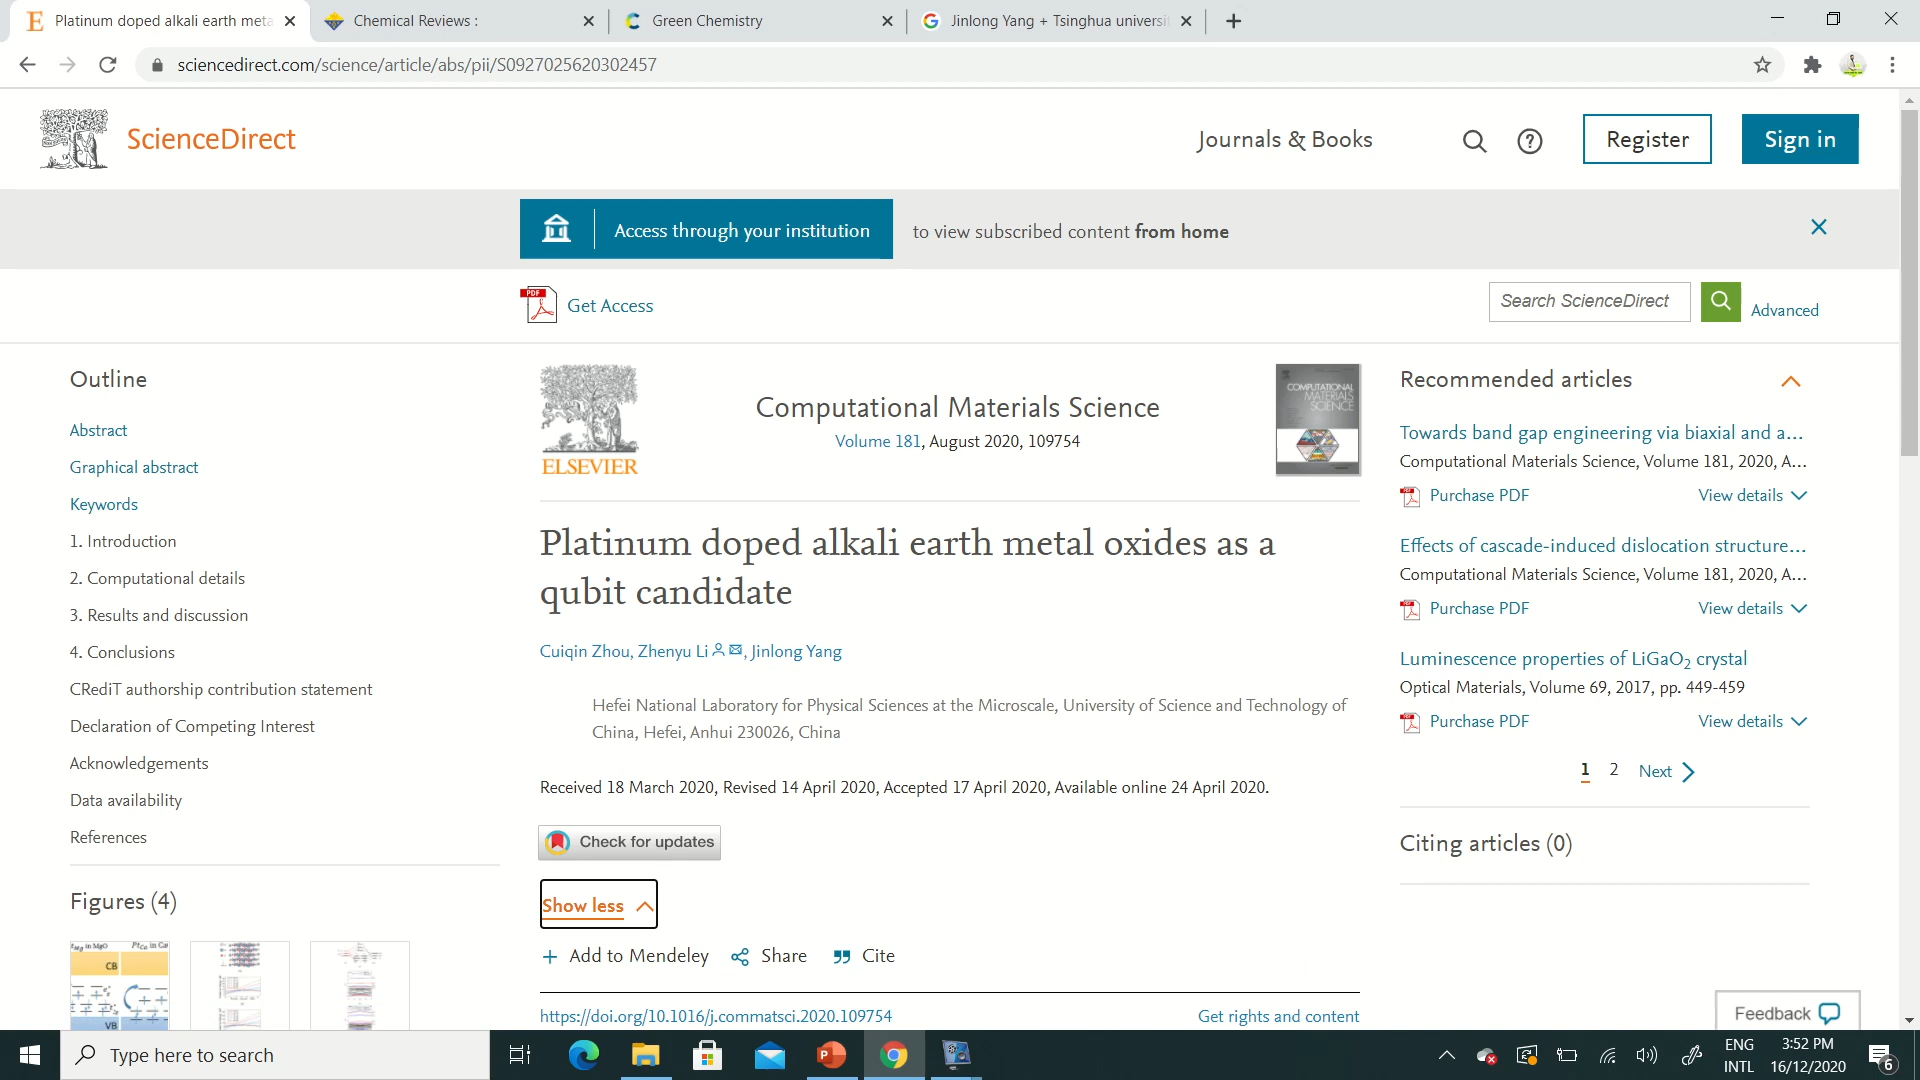 Platinum doped alkali earth meta
Chemical Reviews :
Green Chemistry
Jinlong Yang + Tsinghua universi
sciencedirect.com/science/article/abs/pii/S0927025620302457
ScienceDirect
Journals & Books
Register
Sign in
Access through your institution
to view subscribed content from home
PDF
Get Access
Search ScienceDirect
Advanced
Outline
Abstract
Graphical abstract
Keywords
1. Introduction
2. Computational details
3. Results and discussion
4. Conclusions
CRediT authorship contribution statement
Declaration of Competing Interest
Acknowledgements
Data availability
References
Figures (4)
CB
VB
ELSEVIER
Computational Materials Science
Volume 181, August 2020, 109754
COMPUTATIONAL
MATERIALS
SCIENCE
Platinum doped alkali earth metal oxides as a
qubit candidate
Cuiqin Zhou, Zhenyu Li, Jinlong Yang
Hefei National Laboratory for Physical Sciences at the Microscale, University of Science and Technology of
China, Hefei, Anhui 230026, China
Received 18 March 2020, Revised 14 April 2020, Accepted 17 April 2020, Available online 24 April 2020.
Check for updates
Show less
Add to Mendeley
Share
Cite
https://doi.org/10.1016/j.commatsci.2020.109754
Get rights and content
Recommended articles
Towards band gap engineering via biaxial and a...
Computational Materials Science, Volume 181, 2020, A...
Purchase PDF
View details
Effects of cascade-induced dislocation structure...
Computational Materials Science, Volume 181, 2020, A...
Purchase PDF
View details
Luminescence properties of LiGaO₂ crystal
Optical Materials, Volume 69, 2017, pp. 449-459
Purchase PDF
View details
1 2 Next
Citing articles (0)
Feedback
Type here to search
ENG
INTL
3:52 PM
16/12/2020
6